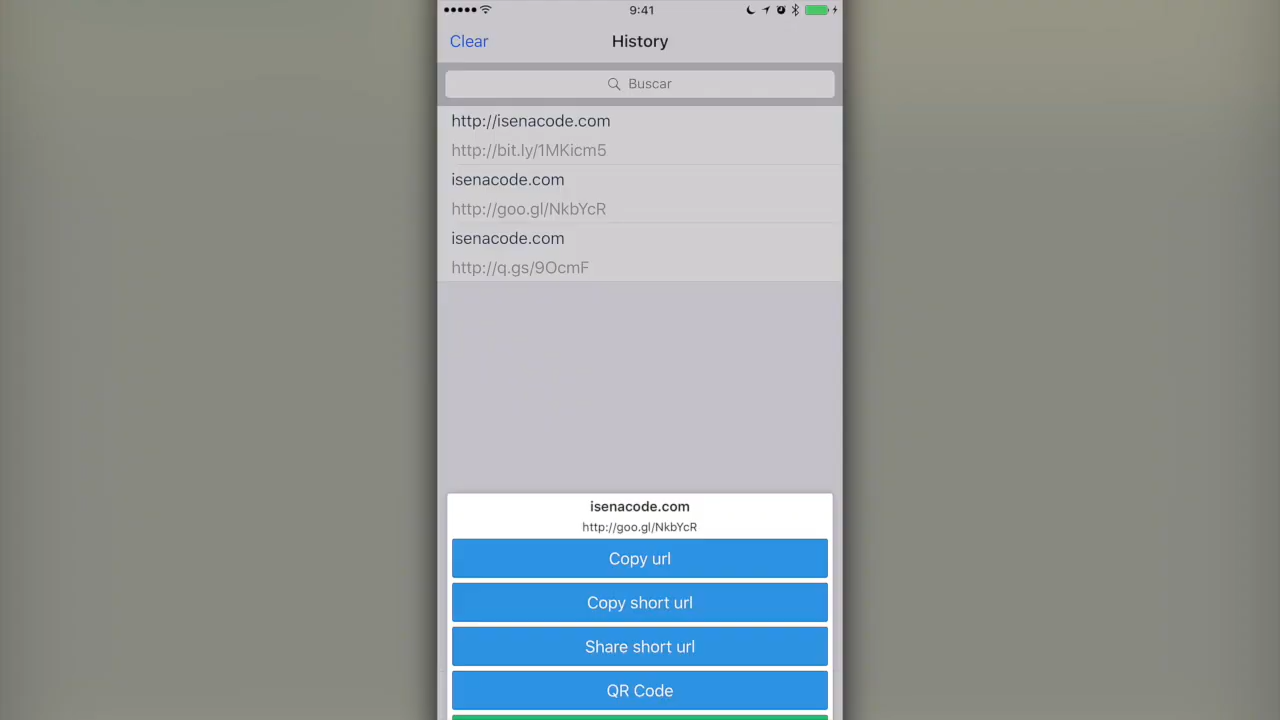 9:41
Clear
History
Buscar
http://isenacode.com
http://bit.ly/1MKicm5
isenacode.com
http://goo.gl/NkbYcR
isenacode.com
http://q.gs/9OcmF
isenacode.com
http://goo.gl/NkbYcR
Copy url
Copy short url
Share short url
QR Code